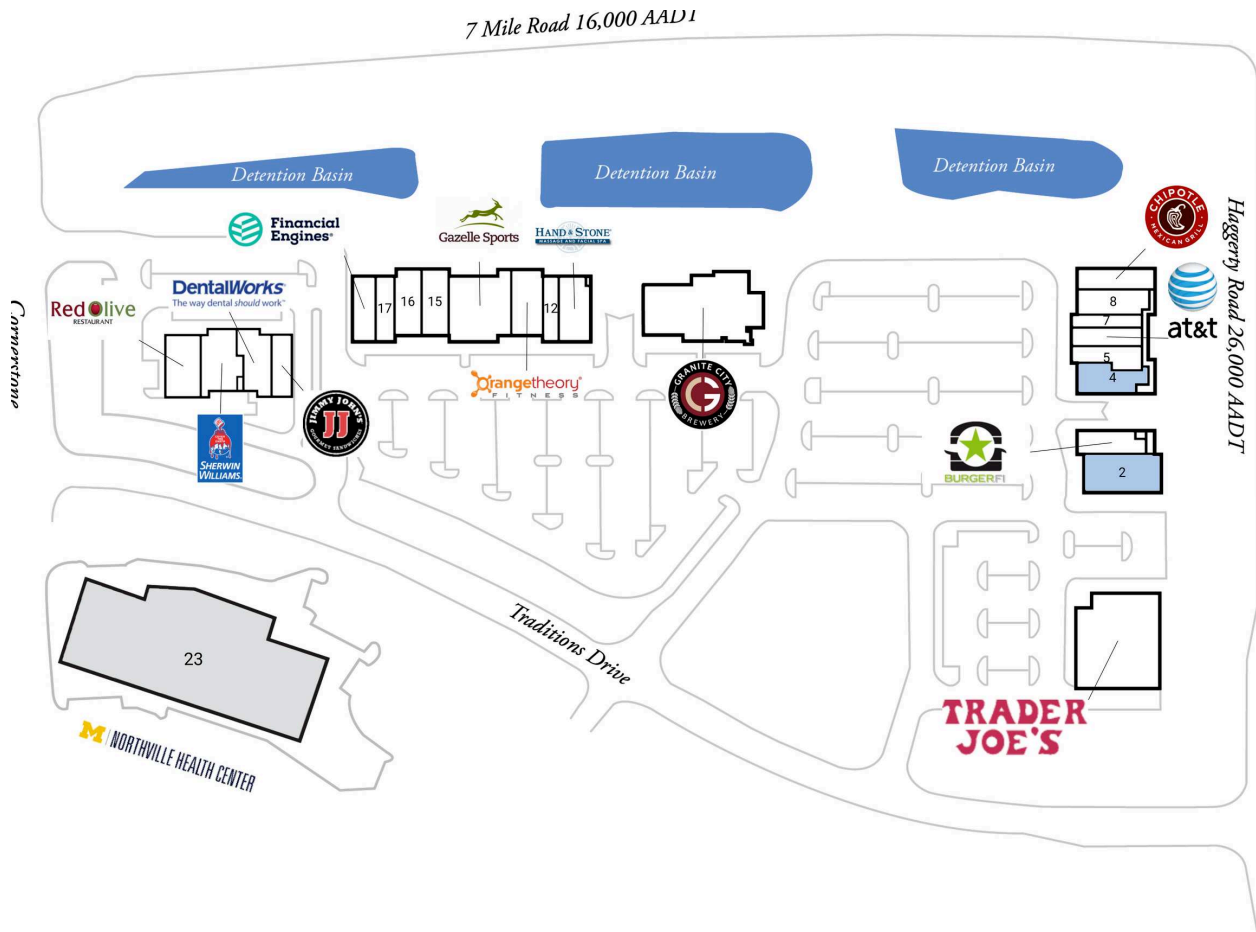 7 Mile Road 16,000 AADT
Detention Basin
Detention Basin
Detention Basin
CHIPOTLE
MEXICAN GRILL
Haggerty Road 26,000 AADT
Financial
Engines
Gazelle Sports
HAND & STONE
MASSAGE AND FACIAL SPA
DentalWorks
The way dental should work
Red Olive
RESTAURANT
17
16
15
12
8
7
at&t
5
4
Cornerstone
orangetheory
FITNESS
GRANITE CITY
CG
BREWERY
JIMMY JOHN'S
JJ
GOURMET SANDWICHES
SHERWIN
WILLIAMS
BURGERFI
2
Traditions Drive
23
TRADER
JOE'S
M NORTHVILLE HEALTH CENTER